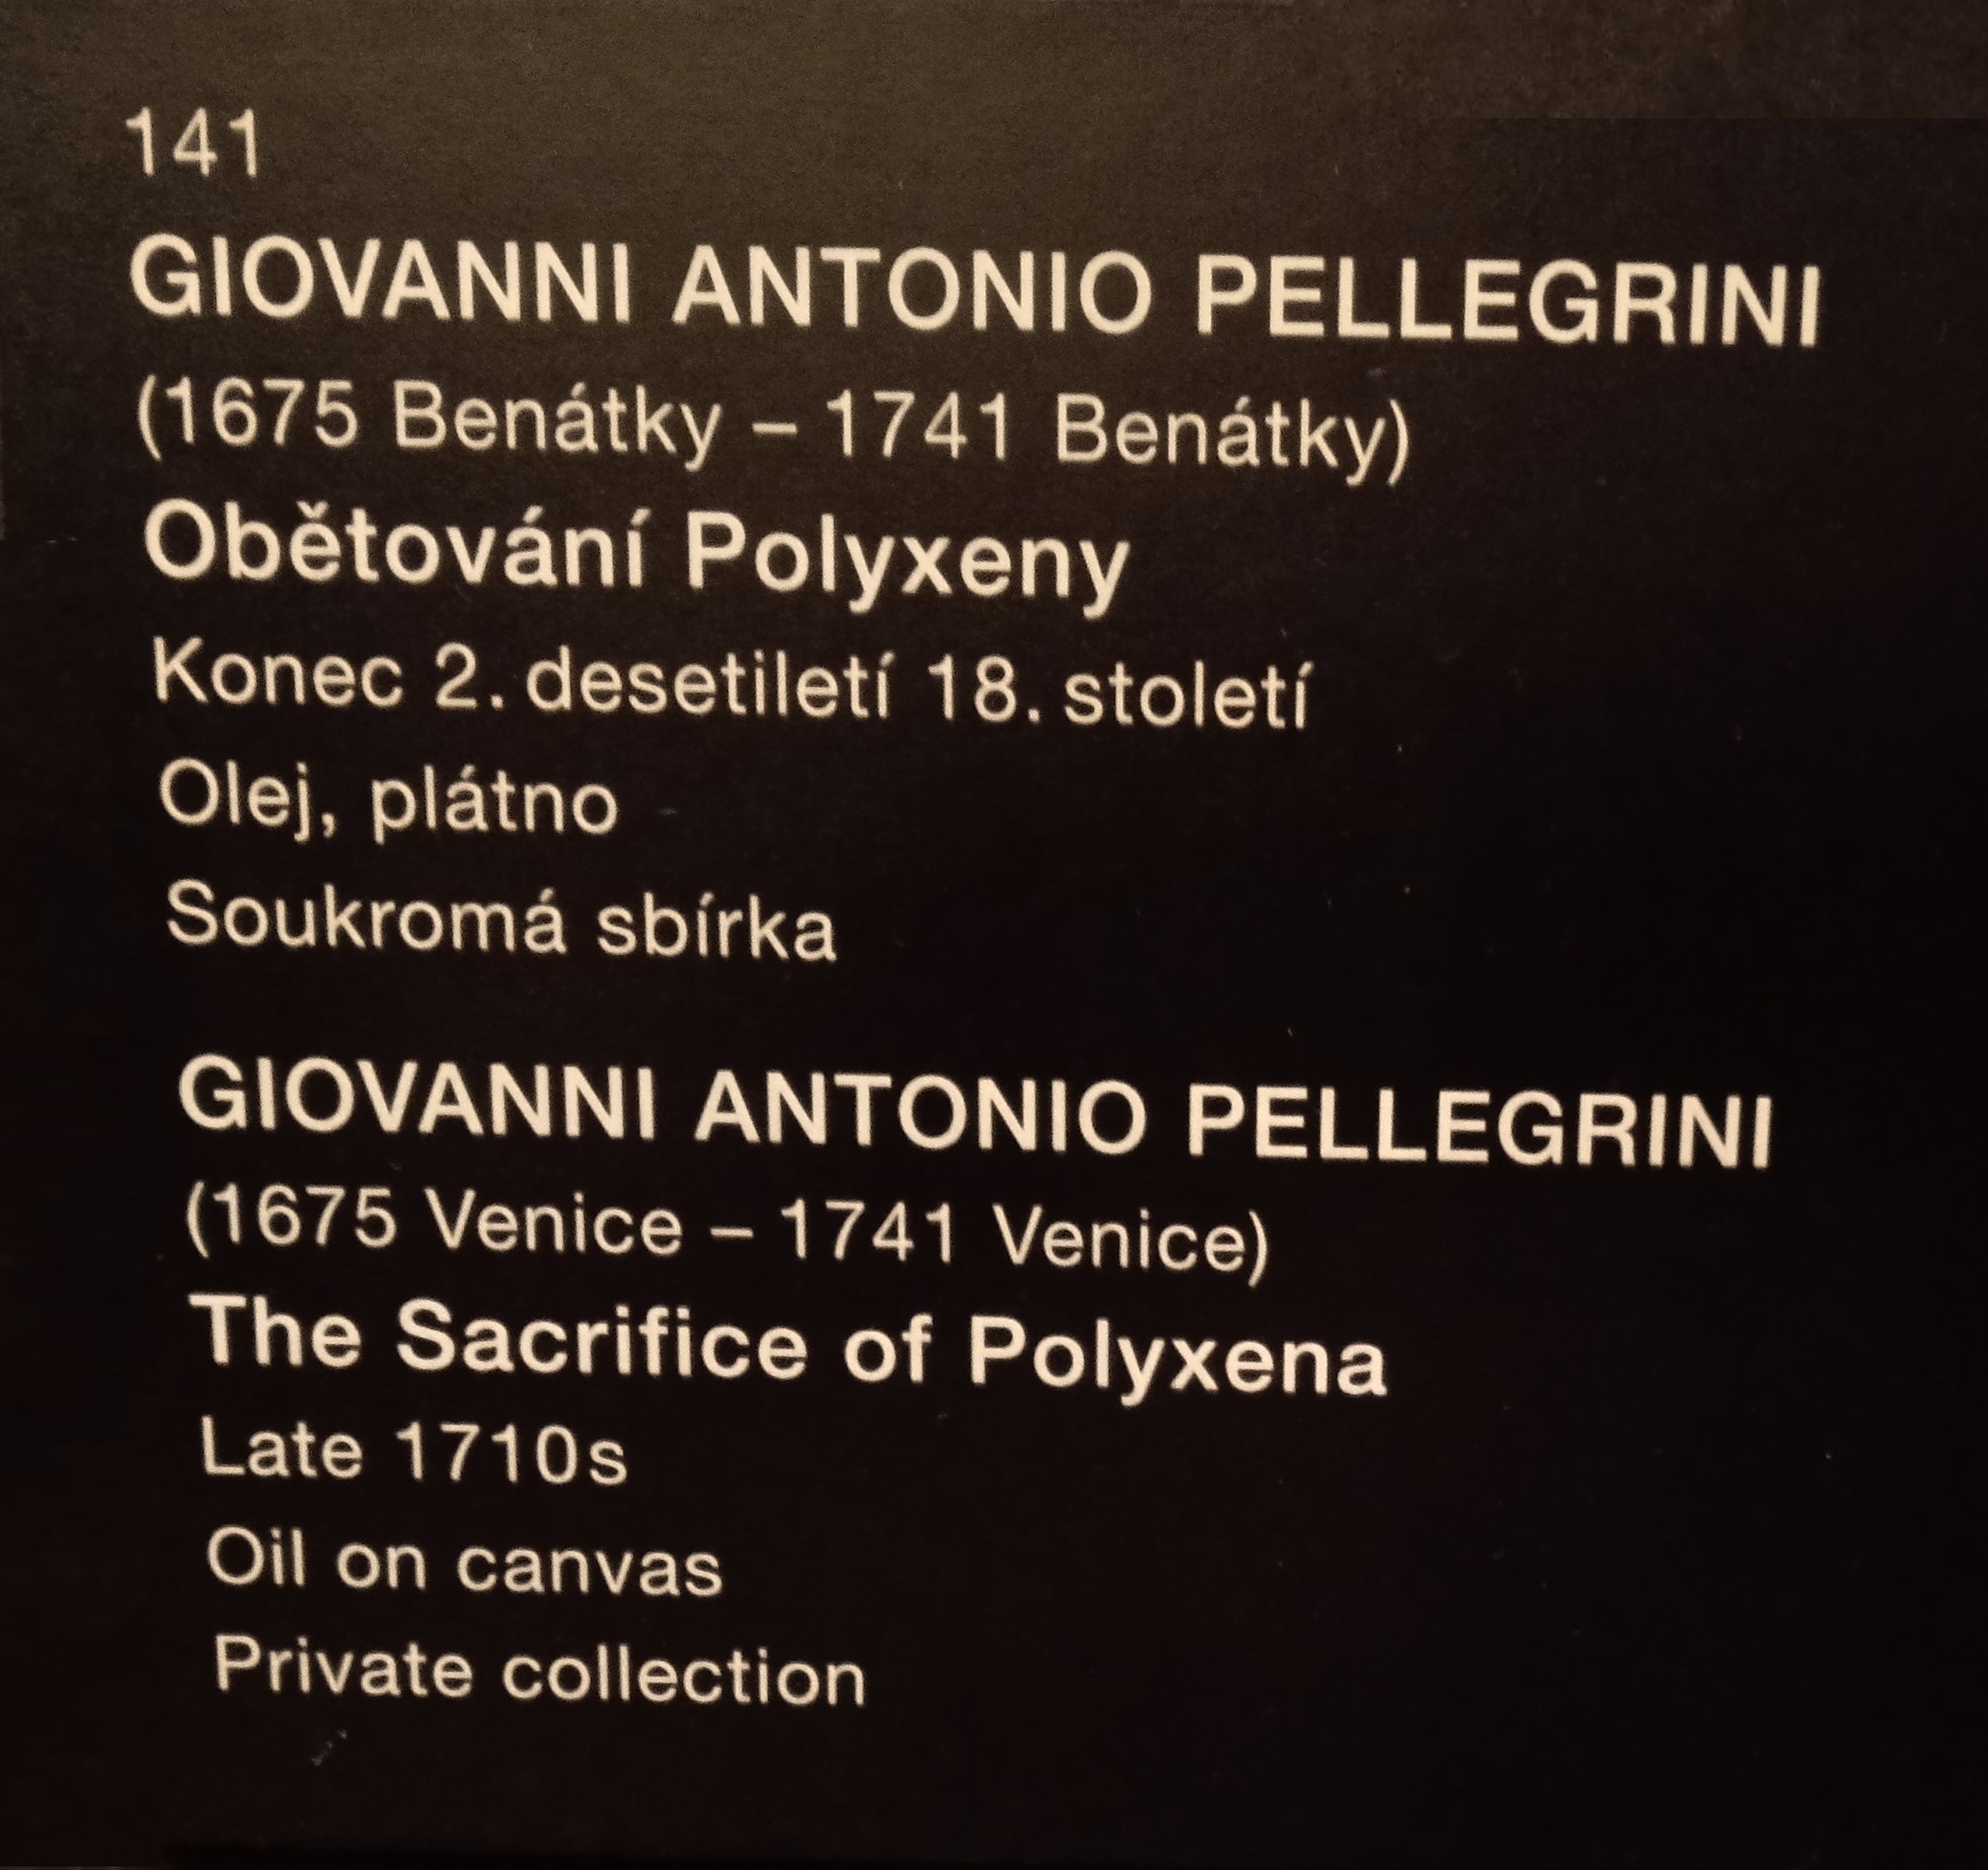 141
GIOVANNI ANTONIO PELLEGRINI
(1675 Benátky – 1741 Benátky)
Obětování Polyxeny
Konec 2. desetiletí 18. století
Olej, plátno
Soukromá sbírka
GIOVANNI ANTONIO PELLEGRINI
(1675 Venice – 1741 Venice)
The Sacrifice of Polyxena
Late 1710s
Oil on canvas
Private collection